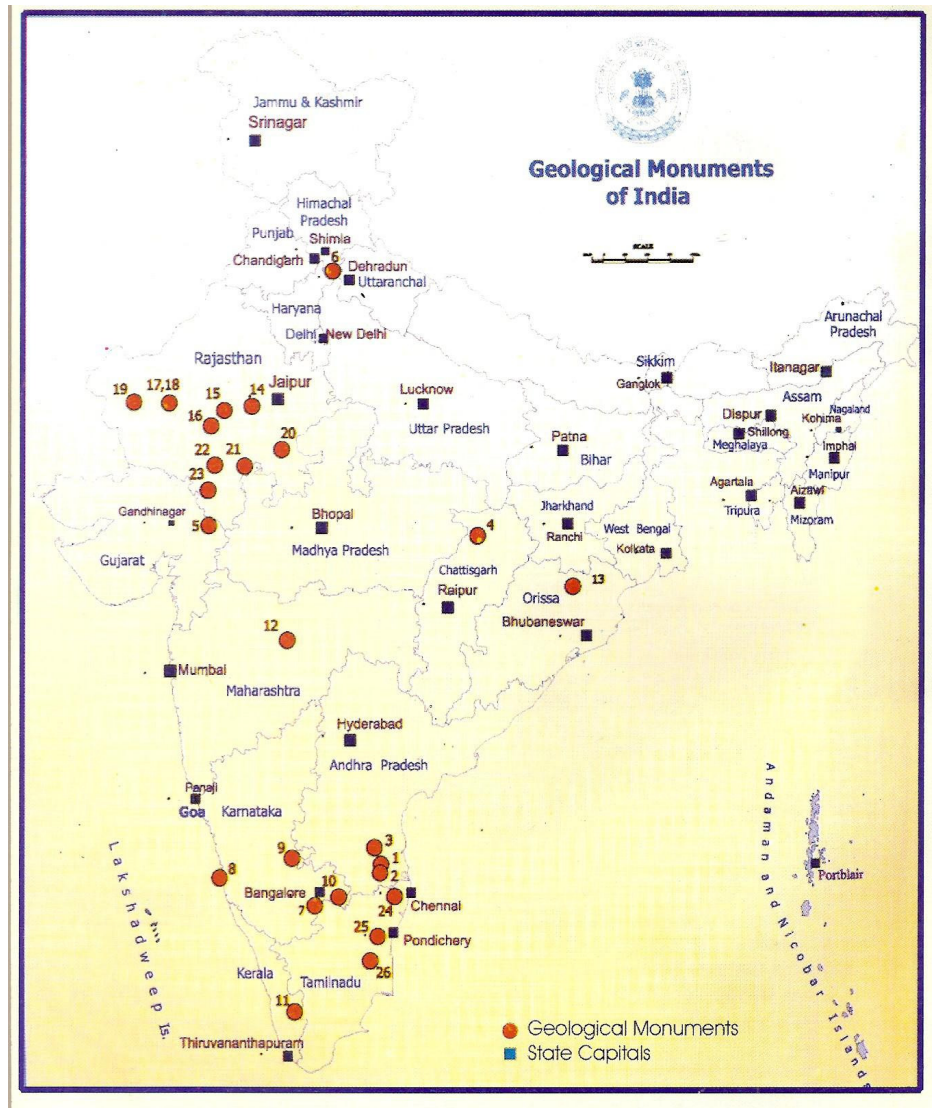 Geological Monuments
of India
SCALE
Jammu & Kashmir
Srinagar
Himachal
Pradesh
Punjab
Shimla
Chandigarh
6
Dehradun
Uttaranchal
Haryana
Delhi
New Delhi
Arunachal
Pradesh
Rajasthan
Sikkim
Gangtok
Itanagar
19
17,18
15
14
Jaipur
16
Lucknow
Uttar Pradesh
Assam
Dispur
Kohima
Nagaland
Shillong
Meghalaya
Imphal
Manipur
20
Patna
Bihar
22
21
23
Agartala
Tripura
Aizawl
Mizoram
Gandhinagar
5
Gujarat
Bhopal
Madhya Pradesh
4
Jharkhand
Ranchi
West Bengal
Kolkata
Chattisgarh
Raipur
13
Orissa
Bhubaneswar
12
Mumbai
Maharashtra
Hyderabad
Andhra Pradesh
Panaji
Goa
Karnataka
3
1
2
9
8
Bangalore
10
7
24
Chennai
25
Pondichery
26
Kerala
Tamilnadu
11
Thiruvananthapuram
Lakshadweep Is.
Andaman and Nicobar Islands
Portblair
Geological Monuments
State Capitals